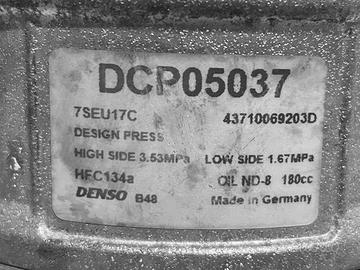 DCP05037
7SEU17C 43710069203D
DESIGN PRESS
HIGH SIDE 3.53MPa LOW SIDE 1.67MPa
HFC134a OIL ND-8 180cc
DENSO B48 Made in Germany